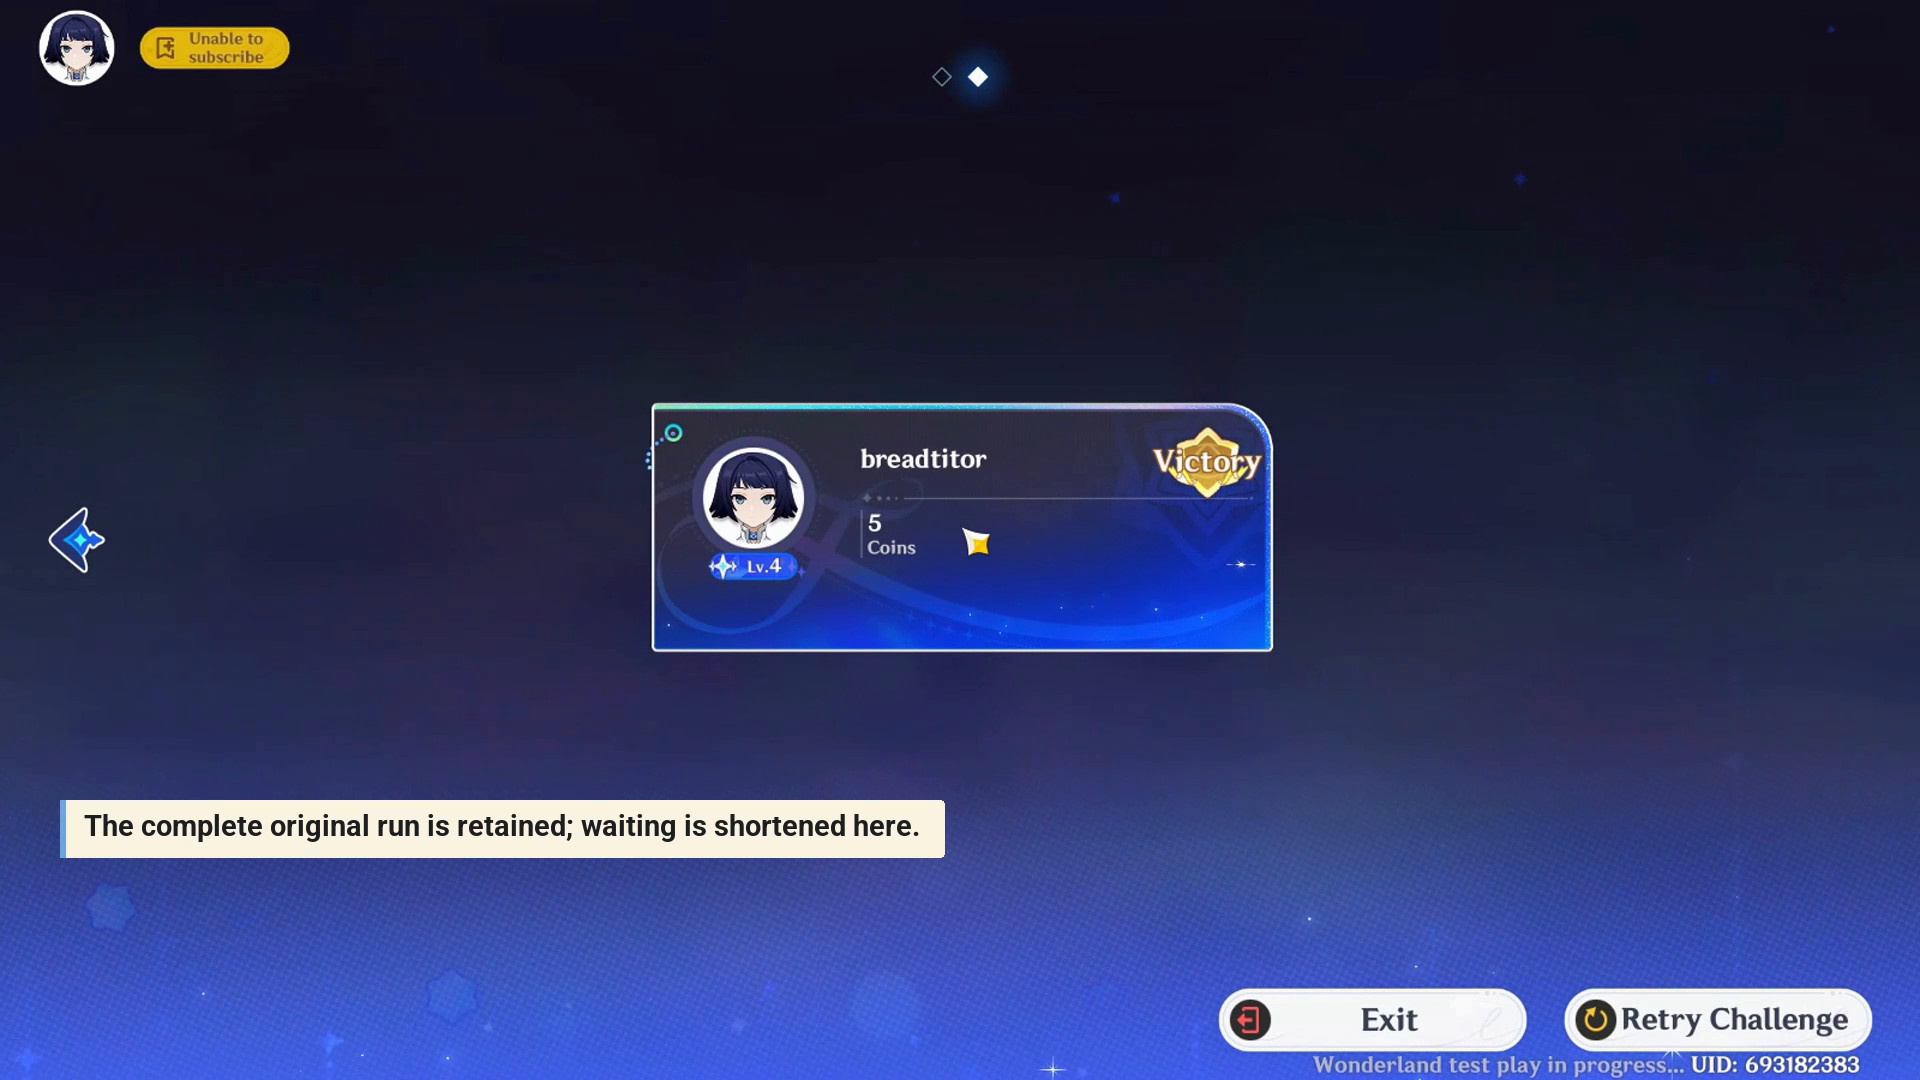 Unable to
subscribe
breadtitor
Victory
5
Coins
Lv.4
The complete original run is retained; waiting is shortened here.
Exit
Retry Challenge
Wonderland test play in progress... UID: 693182383